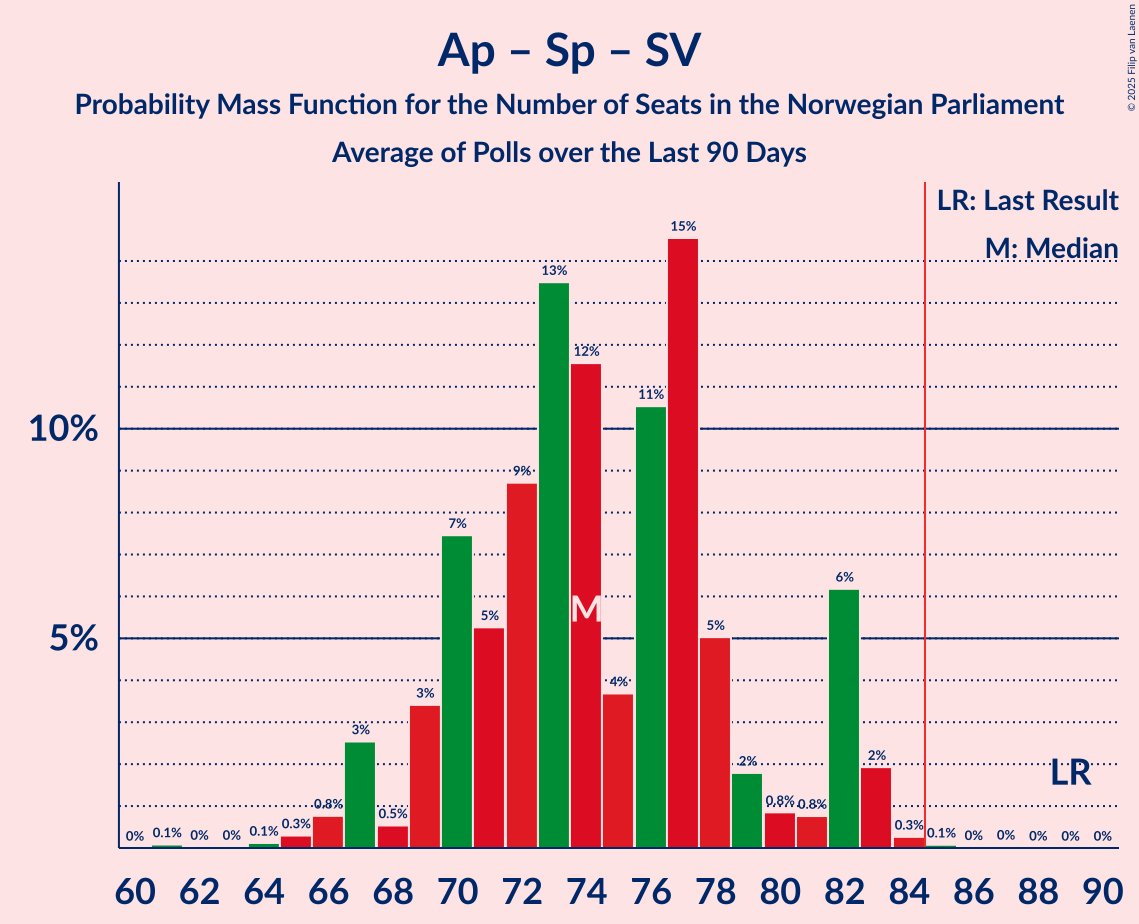 Ap – Sp – SV
Probability Mass Function for the Number of Seats in the Norwegian Parliament
Average of Polls over the Last 90 Days
© 2025 Filip van Laenen
LR: Last Result
M: Median
10%
5%
0% 0.1% 0% 0% 0.1% 0.3% 0.8% 3% 0.5% 3% 7% 5% 9% 13% 12% 4% 11% 15% 5% 2% 0.8% 0.8% 6% 2% 0.3% 0.1% 0% 0% 0% 0% 0%
M
LR
60 62 64 66 68 70 72 74 76 78 80 82 84 86 88 90